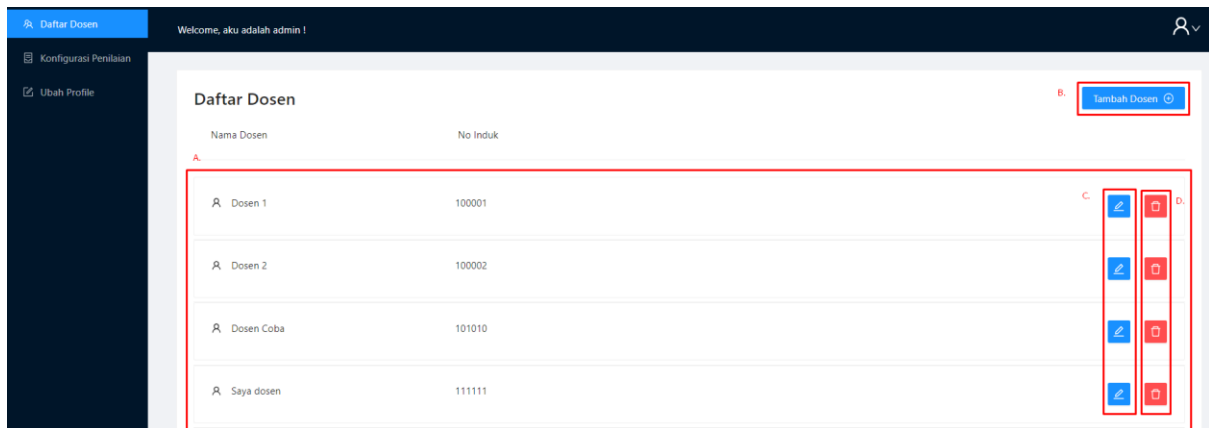 Daftar Dosen
Konfigurasi Penilaian
Ubah Profile
Welcome, aku adalah admin !
Daftar Dosen
B.
Tambah Dosen
Nama Dosen No Induk
A.
C.
D.
Dosen 1 100001
Dosen 2 100002
Dosen Coba 101010
Saya dosen 111111